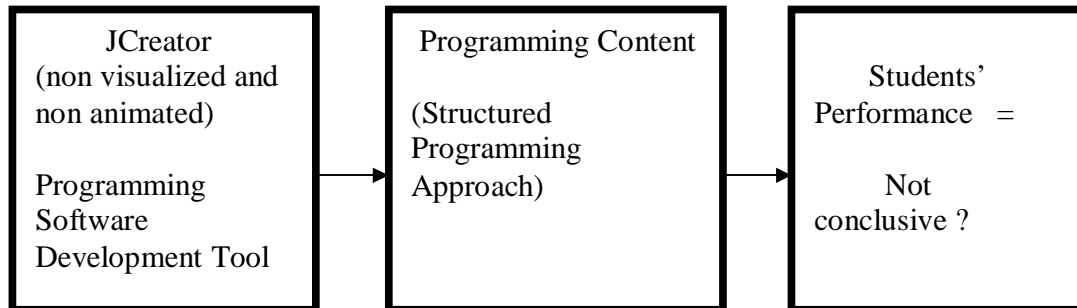 JCreator
(non visualized and
non animated)
Programming
Software
Development Tool
Programming Content
(Structured
Programming
Approach)
Students’
Performance =
Not
conclusive ?